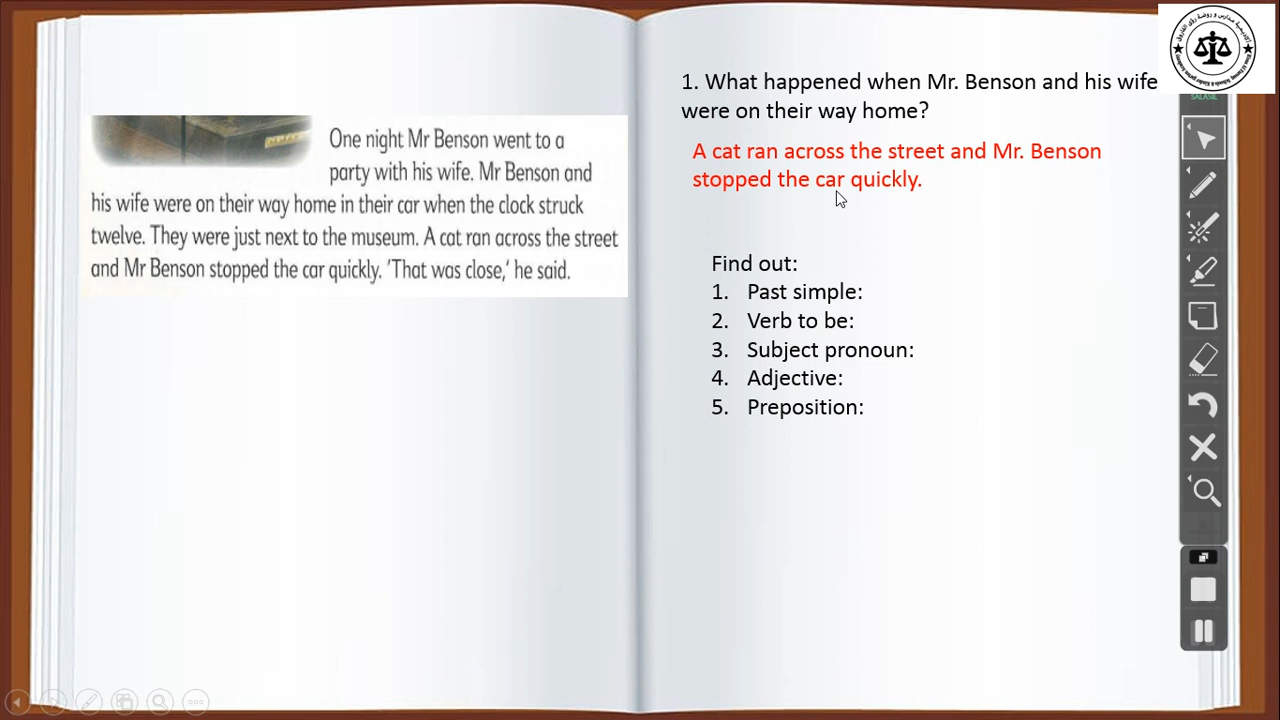 One night Mr Benson went to a
party with his wife. Mr Benson and
his wife were on their way home in their car when the clock struck
twelve. They were just next to the museum. A cat ran across the street
and Mr Benson stopped the car quickly. 'That was close,' he said.
1. What happened when Mr. Benson and his wife
were on their way home?
A cat ran across the street and Mr. Benson
stopped the car quickly.
Find out:
1. Past simple:
2. Verb to be:
3. Subject pronoun:
4. Adjective:
5. Preposition: